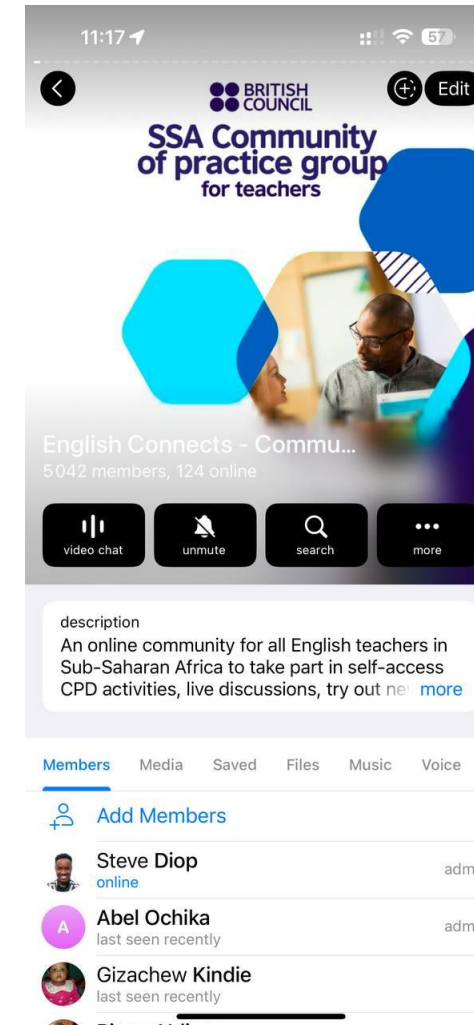 11:17
57
Edit
BRITISH
COUNCIL
SSA Community
of practice group
for teachers
English Connects - Commu...
5 042 members, 124 online
video chat
unmute
search
more
description
An online community for all English teachers in
Sub-Saharan Africa to take part in self-access
CPD activities, live discussions, try out ne more
Members Media Saved Files Music Voice
Add Members
Steve Diop
online
adm
Abel Ochika
last seen recently
adm
A
Gizachew Kindie
last seen recently